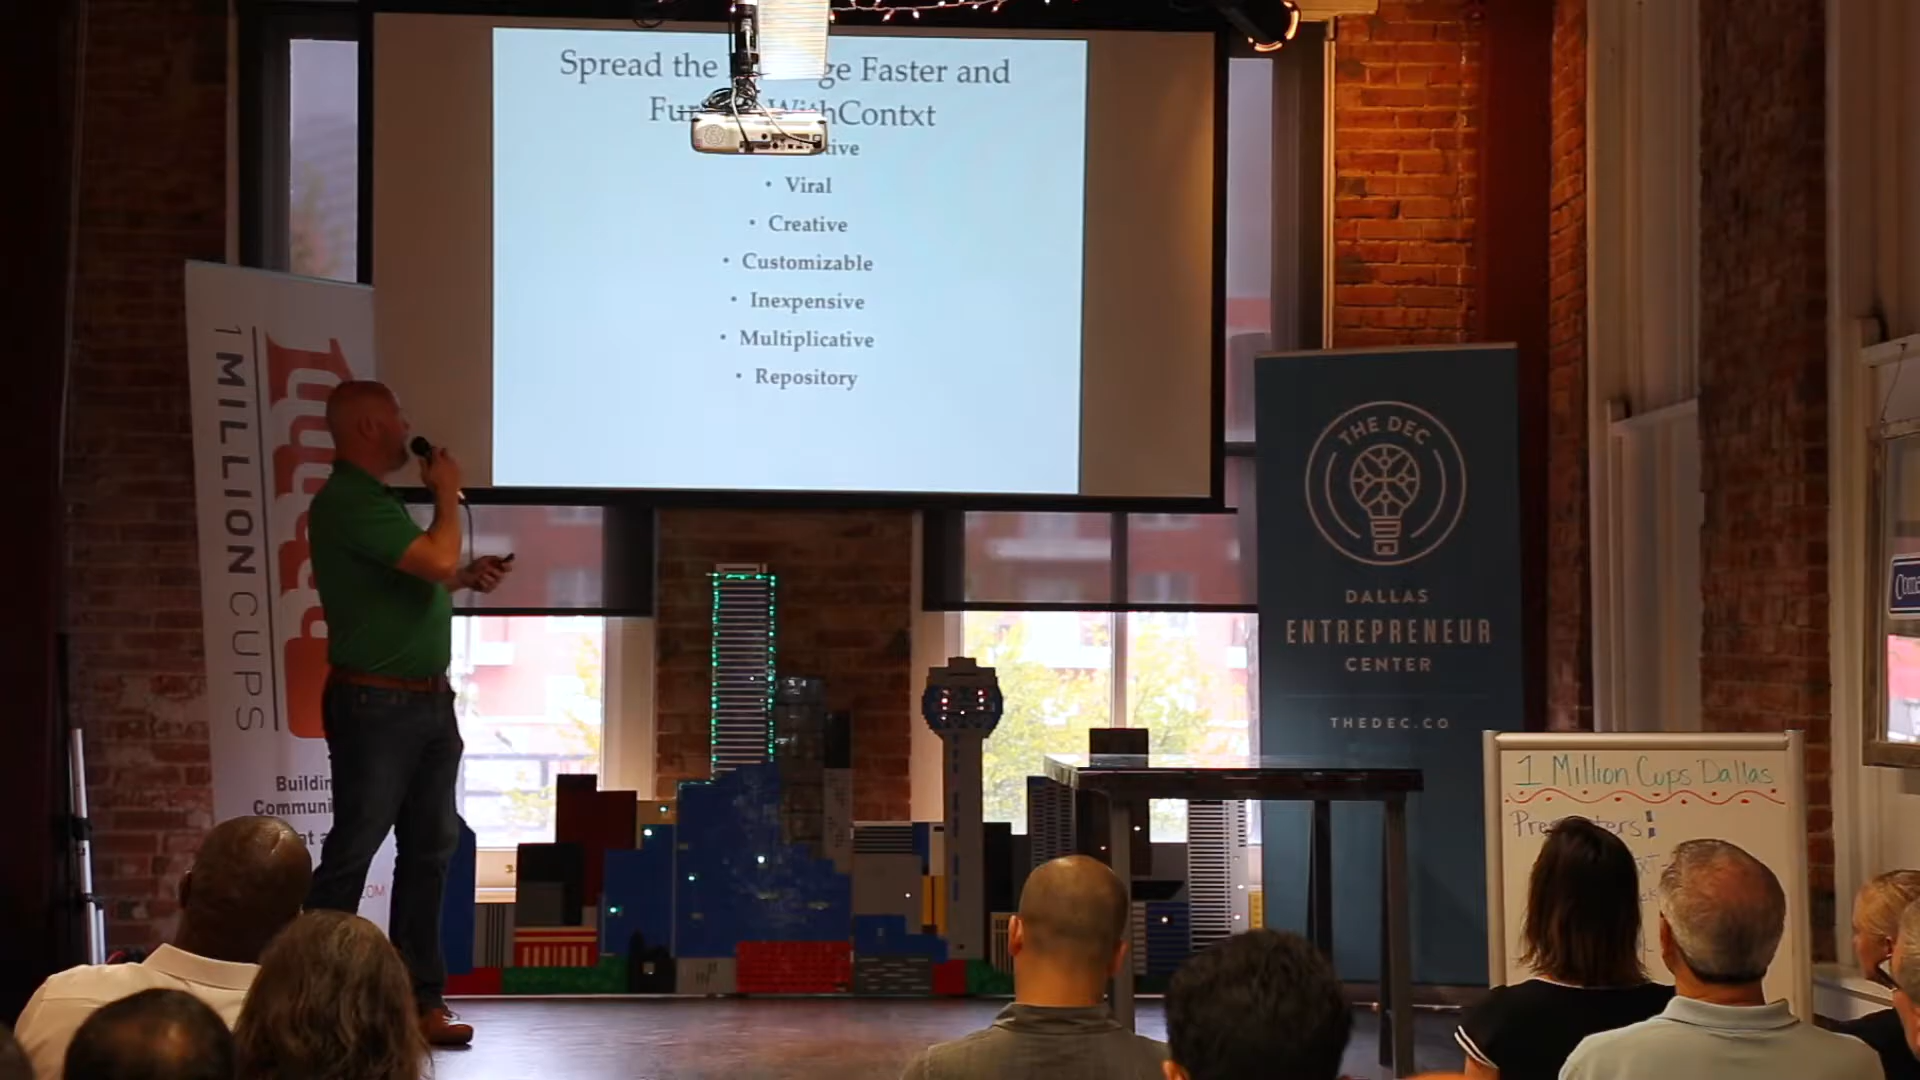 Spread the ge Faster and
WithContxt
• Viral
• Creative
• Customizable
• Inexpensive
• Multiplicative
• Repository
1 MILLION CUPS
Buildin
Communi
THE DEC
DALLAS
ENTREPRENEUR
CENTER
THEDEC.CO
1 Million Cups Dallas